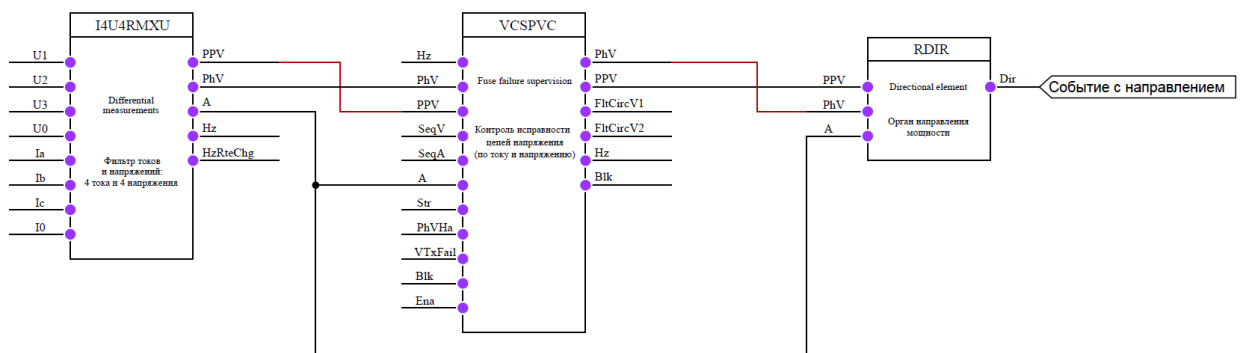 I4U4RMXU
U1
U2
U3
U0
Ia
Ib
Ic
I0
Differential
measurements
Фильтр токов
и напряжений:
4 тока и 4 напряжения
PPV
PhV
A
Hz
HzRteChg
VCSPVC
Hz
PhV
PPV
SeqV
SeqA
A
Str
PhVHa
VTxFail
Blk
Ena
Fuse failure supervision
Контроль исправности
цепей напряжения
(по току и напряжению)
PhV
PPV
FltCircV1
FltCircV2
Hz
Blk
RDIR
PPV
PhV
A
Directional element
Орган направления
мощности
Dir
Событие с направлением